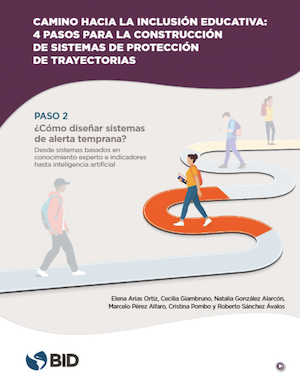 CAMINO HACIA LA INCLUSIÓN EDUCATIVA:
4 PASOS PARA LA CONSTRUCCIÓN
DE SISTEMAS DE PROTECCIÓN
DE TRAYECTORIAS
PASO 2
¿Cómo diseñar sistemas
de alerta temprana?
Desde sistemas basados en
conocimiento experto e indicadores
hasta inteligencia artificial
Elena Arias Ortiz, Cecilia Giambruno, Natalia González Alarcón,
Marcelo Pérez Alfaro, Cristina Pombo y Roberto Sánchez Ávalos
BID